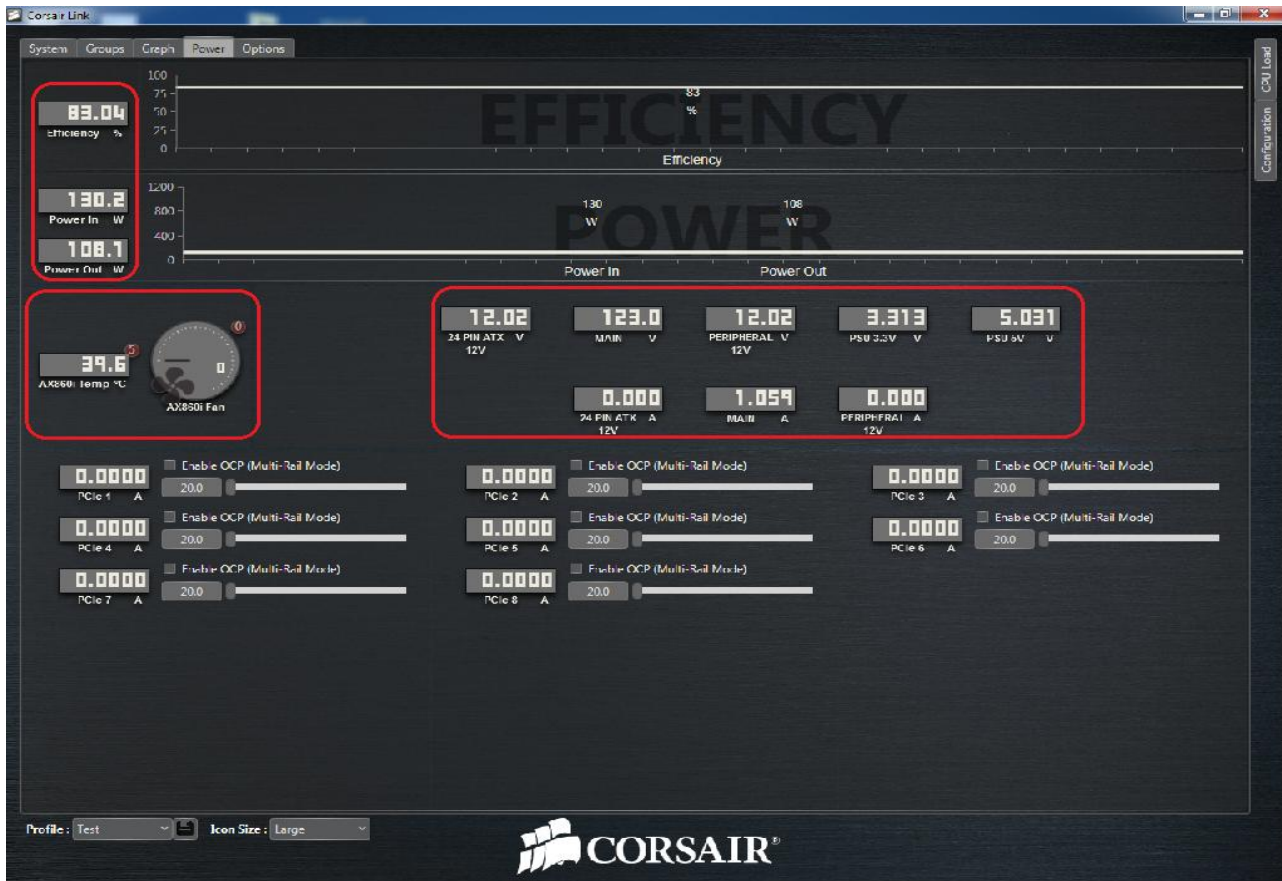 Corsair Link
System Groups Graph Power Options
CPU Load
Configuration
100
75
50
25
0
83.04
Efficiency %
EFFICIENCY
83
%
Efficiency
1200
800
400
0
130.2
Power In W
108.1
Power Out W
POWER
130
W
108
W
Power In Power Out
12.02 123.0 12.02 3.313 5.031
24 PIN ATX V MAIN V PERIPHERAL V PSU 3.3V V PSU 5V V
12V 12V
39.6 5 0 0
AX860i Temp °C
AX860i Fan
0.000 1.059 0.000
24 PIN ATX A MAIN A PERIPHERAL A
12V 12V
0.0000 Enable OCP (Multi-Rail Mode) 0.0000 Enable OCP (Multi-Rail Mode) 0.0000 Enable OCP (Multi-Rail Mode)
PCIe 1 A 20.0 PCIe 2 A 20.0 PCIe 3 A 20.0
0.0000 Enable OCP (Multi-Rail Mode) 0.0000 Enable OCP (Multi-Rail Mode) 0.0000 Enable OCP (Multi-Rail Mode)
PCIe 4 A 20.0 PCIe 5 A 20.0 PCIe 6 A 20.0
0.0000 Enable OCP (Multi-Rail Mode) 0.0000 Enable OCP (Multi-Rail Mode)
PCIe 7 A 20.0 PCIe 8 A 20.0
Profile : Test Icon Size : Large
CORSAIR®